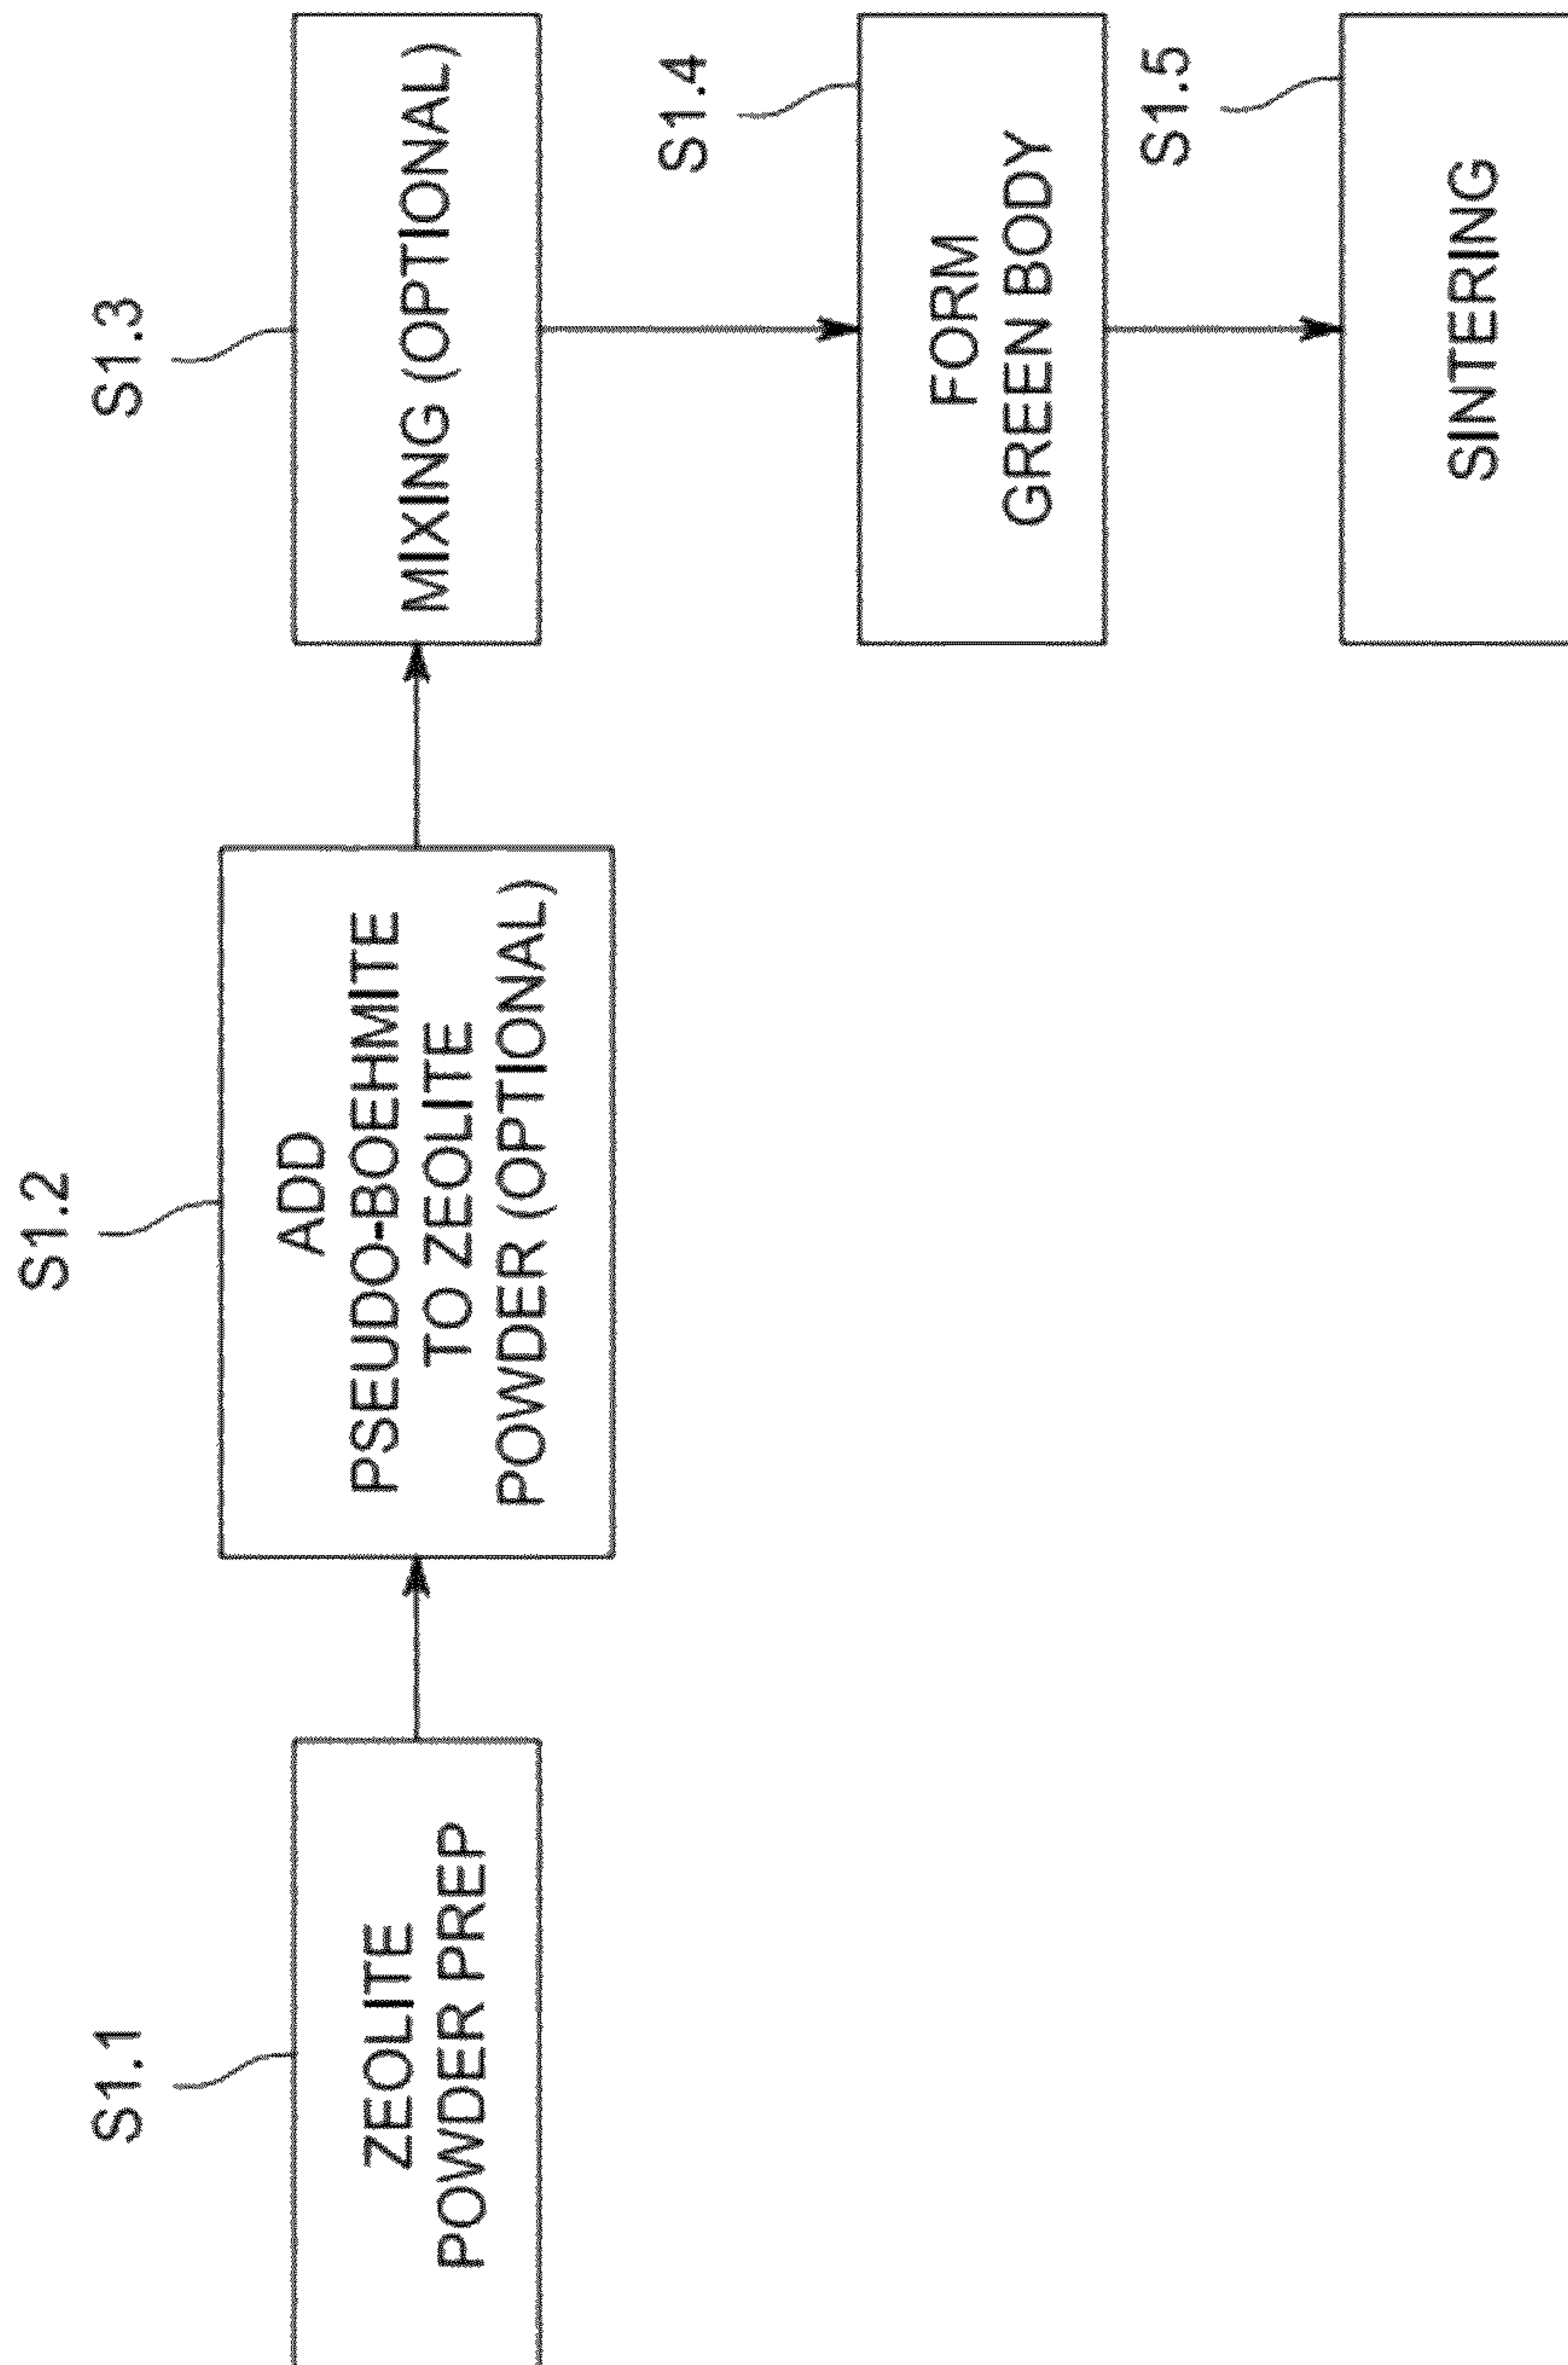 S1.1
ZEOLITE
POWDER PREP
S1.2
ADD
PSEUDO-BOEHMITE
TO ZEOLITE
POWDER (OPTIONAL)
S1.3
MIXING (OPTIONAL)
S1.4
FORM
GREEN BODY
S1.5
SINTERING